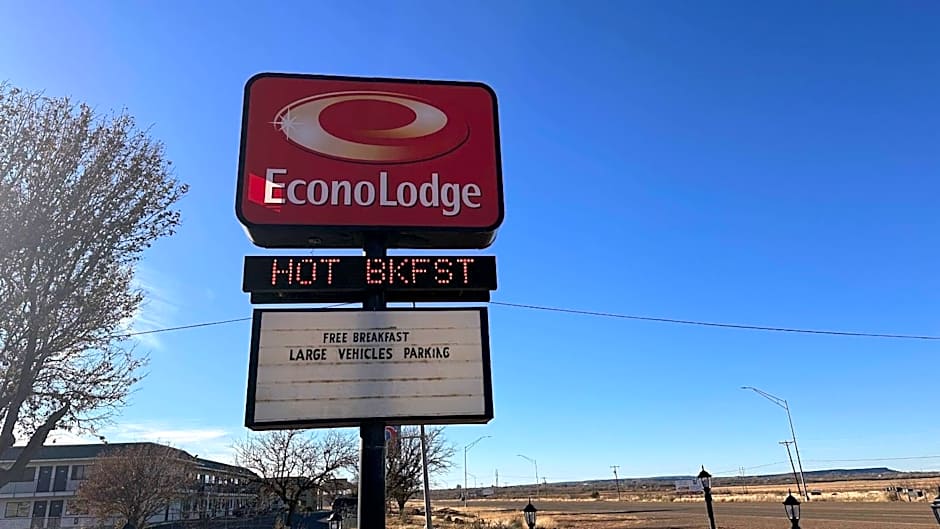 EconoLodge
HOT BKFST
FREE BREAKFAST
LARGE VEHICLES PARKING